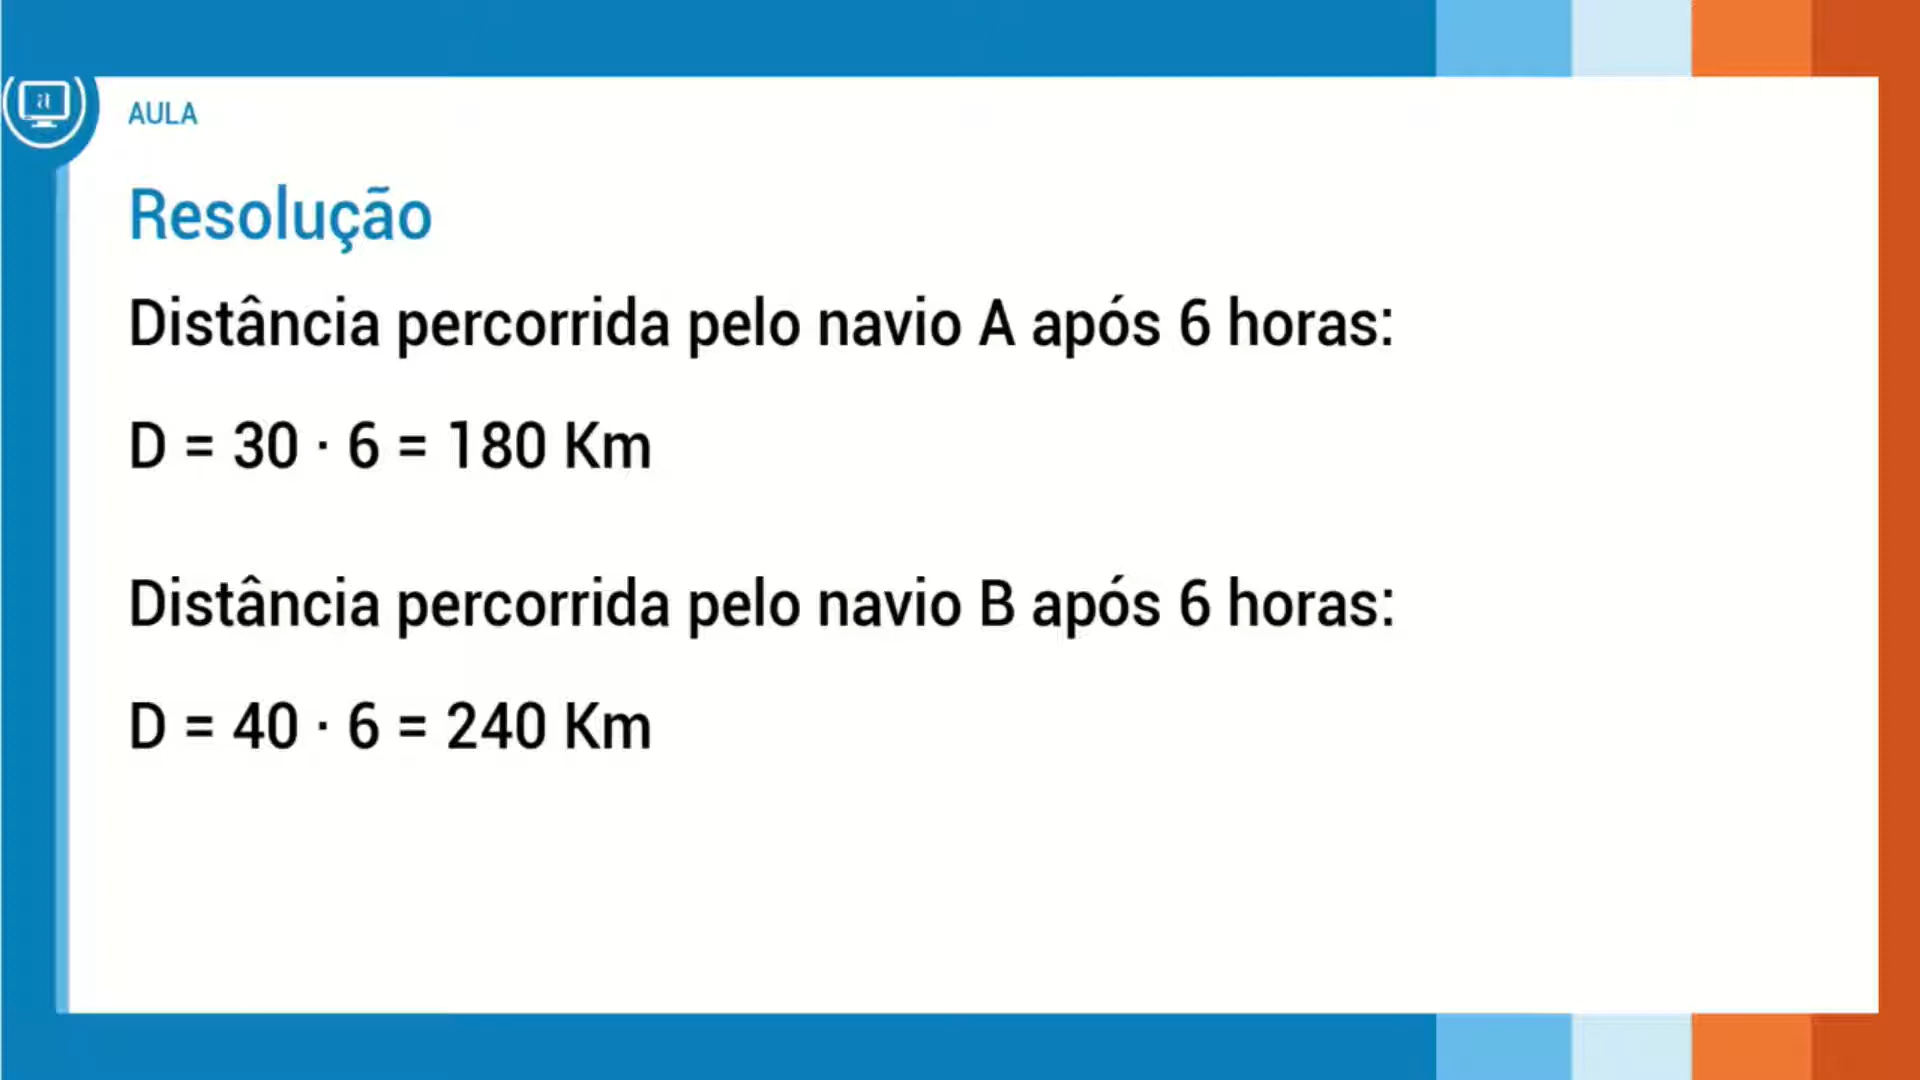 AULA
Resolução
Distância percorrida pelo navio A após 6 horas:
D = 30 · 6 = 180 Km
Distância percorrida pelo navio B após 6 horas:
D = 40 · 6 = 240 Km